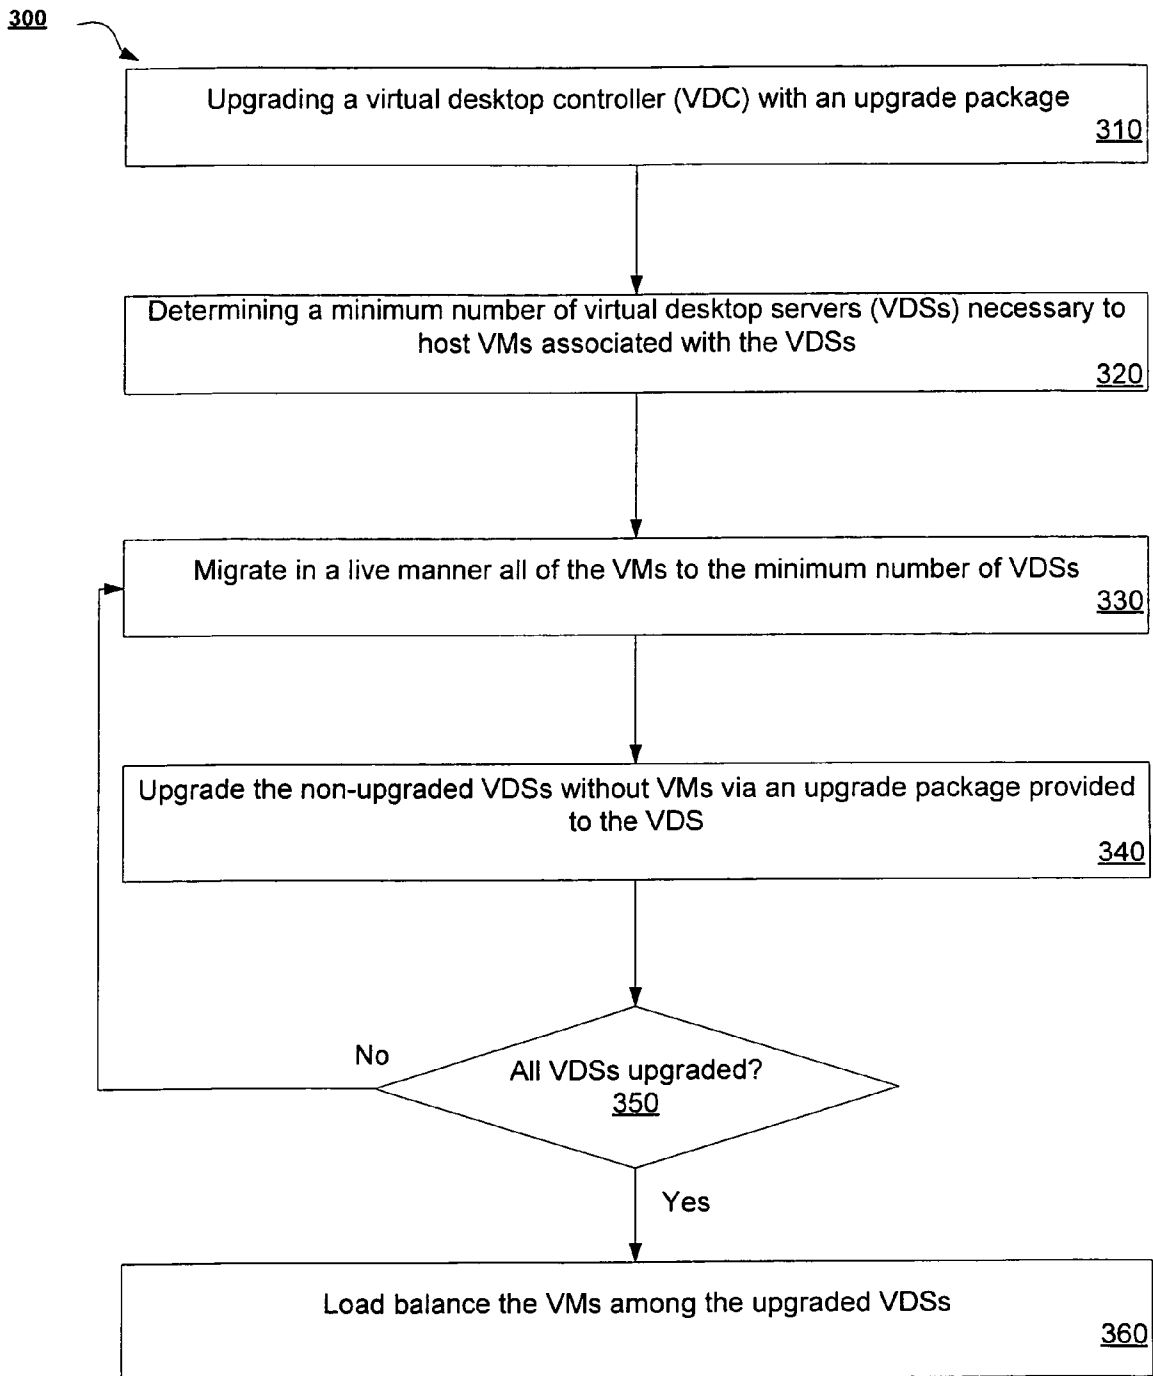 300
Upgrading a virtual desktop controller (VDC) with an upgrade package
310
Determining a minimum number of virtual desktop servers (VDSs) necessary to
host VMs associated with the VDSs
320
Migrate in a live manner all of the VMs to the minimum number of VDSs
330
Upgrade the non-upgraded VDSs without VMs via an upgrade package provided
to the VDS
340
No
All VDSs upgraded?
350
Yes
Load balance the VMs among the upgraded VDSs
360